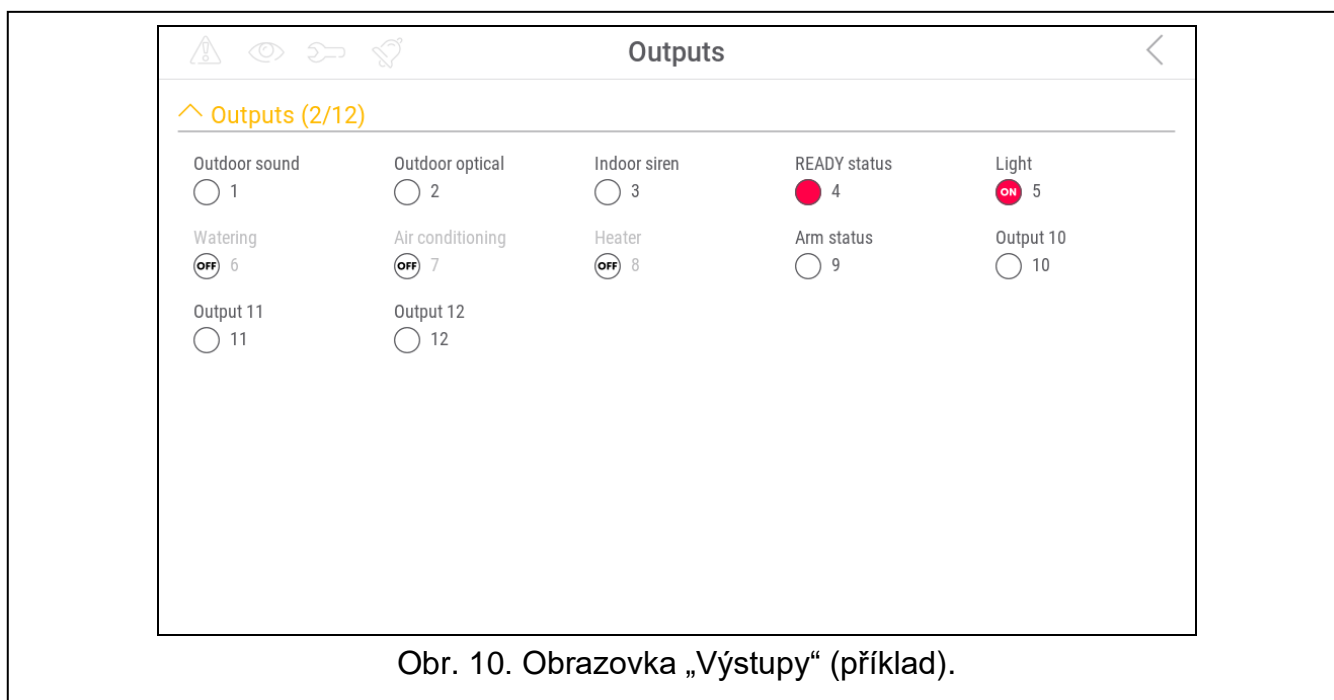 Outputs
Outputs (2/12)
Outdoor sound Outdoor optical Indoor siren READY status Light
1 2 3 4 ON 5
Watering Air conditioning Heater Arm status Output 10
OFF 6 OFF 7 OFF 8 9 10
Output 11 Output 12
11 12
Obr. 10. Obrazovka „Výstupy“ (příklad).